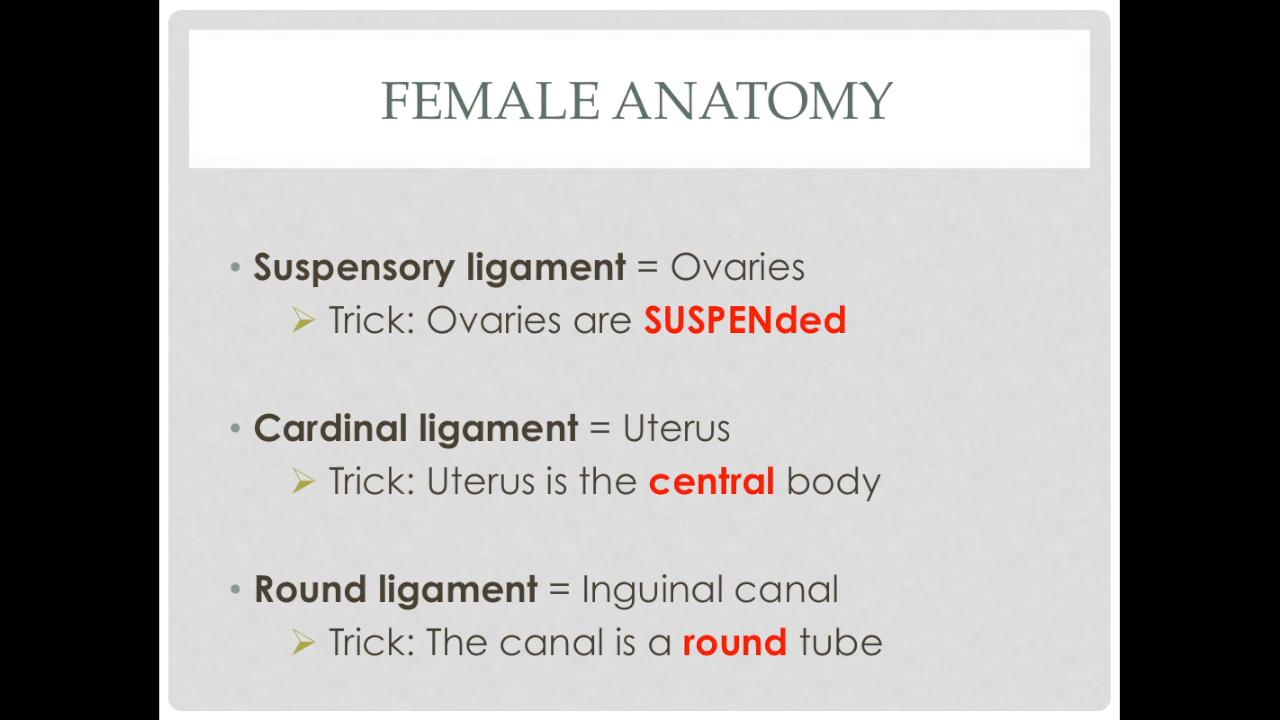 FEMALE ANATOMY
• Suspensory ligament = Ovaries
➢ Trick: Ovaries are SUSPENded
• Cardinal ligament = Uterus
➢ Trick: Uterus is the central body
• Round ligament = Inguinal canal
➢ Trick: The canal is a round tube